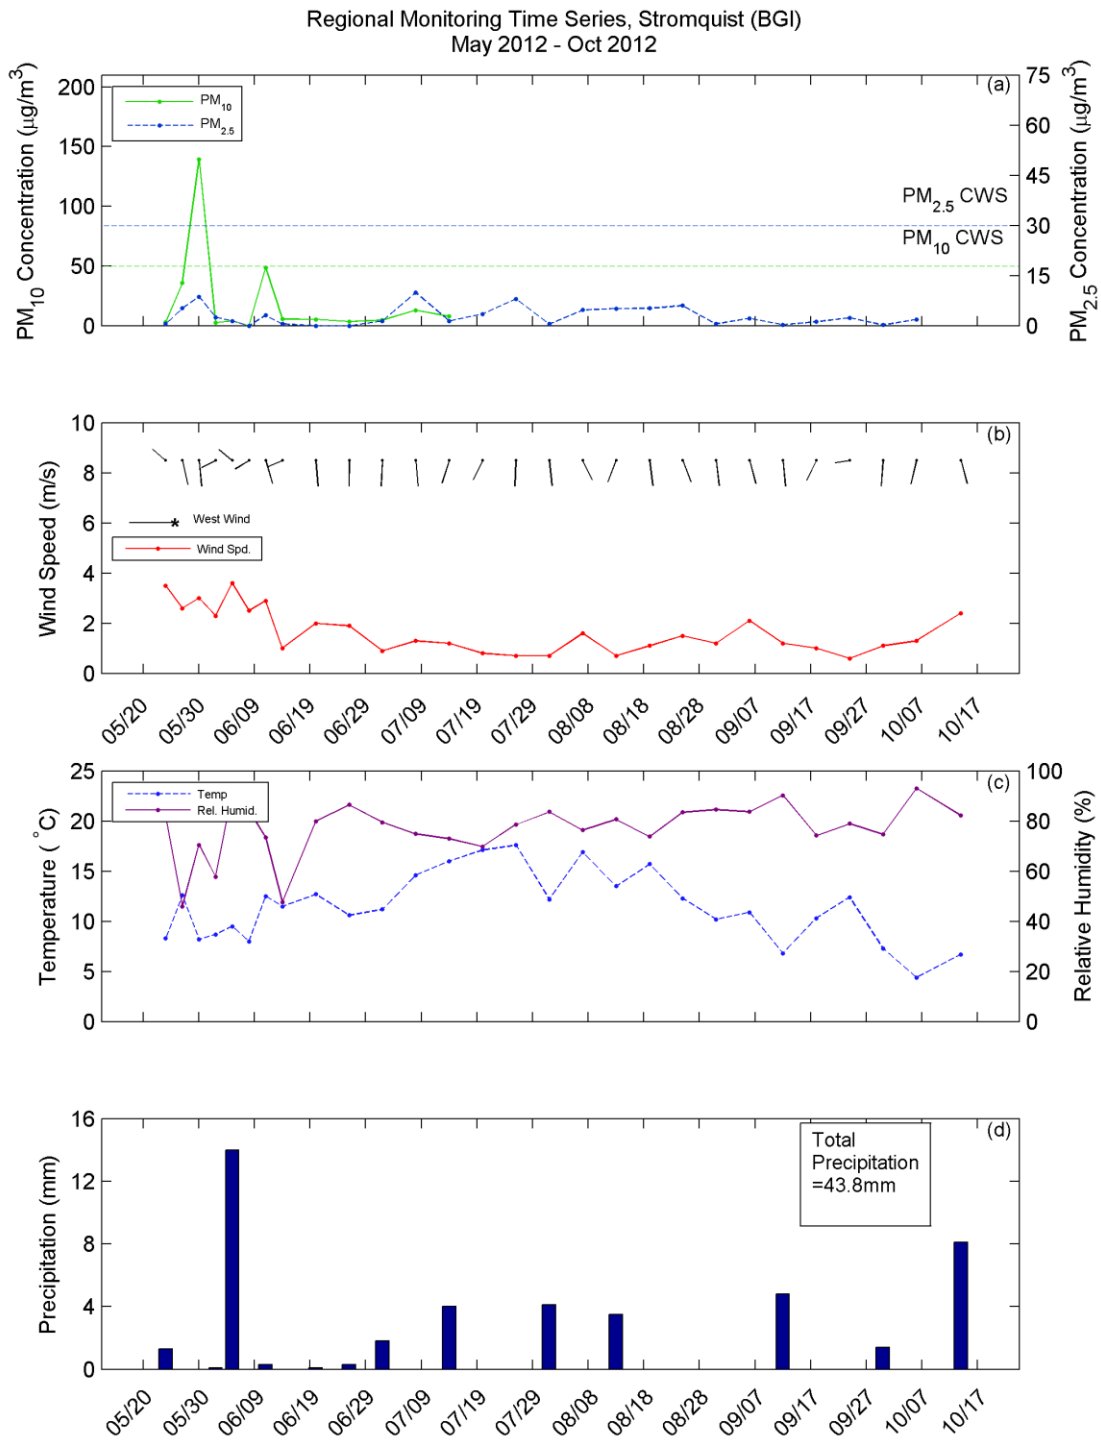 Regional Monitoring Time Series, Stromquist (BGI)
May 2012 - Oct 2012
PM10 Concentration (μg/m3)
200
150
100
50
0
PM10
PM2.5
(a)
PM2.5 CWS
PM10 CWS
75
60
45
30
15
0
PM2.5 Concentration (μg/m3)
Wind Speed (m/s)
10
8
6
4
2
0
(b)
* West Wind
Wind Spd.
05/20 05/30 06/09 06/19 06/29 07/09 07/19 07/29 08/08 08/18 08/28 09/07 09/17 09/27 10/07 10/17
Temperature (°C)
25
20
15
10
5
0
Temp
Rel. Humid.
(c)
100
80
60
40
20
0
Relative Humidity (%)
Precipitation (mm)
16
12
8
4
0
(d)
Total
Precipitation
=43.8mm
05/20 05/30 06/09 06/19 06/29 07/09 07/19 07/29 08/08 08/18 08/28 09/07 09/17 09/27 10/07 10/17